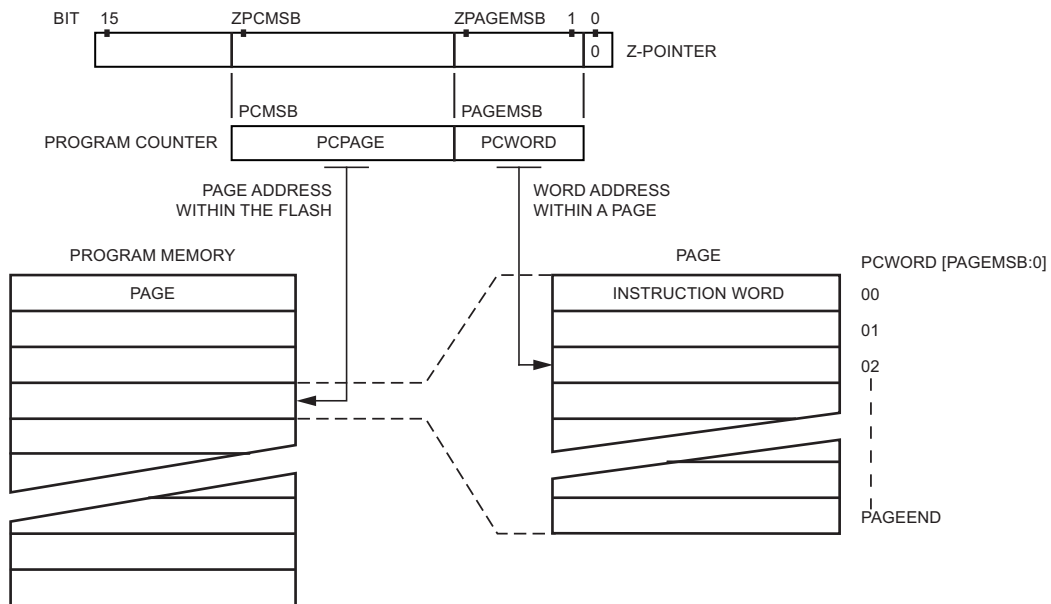 BIT 15 ZPCMSB ZPAGEMSB 1 0
0 Z-POINTER
PCMSB PAGEMSB
PROGRAM COUNTER PCPAGE PCWORD
PAGE ADDRESS
WITHIN THE FLASH
WORD ADDRESS
WITHIN A PAGE
PROGRAM MEMORY
PAGE
PAGE
PCWORD [PAGEMSB:0]
INSTRUCTION WORD
00
01
02
PAGEEND